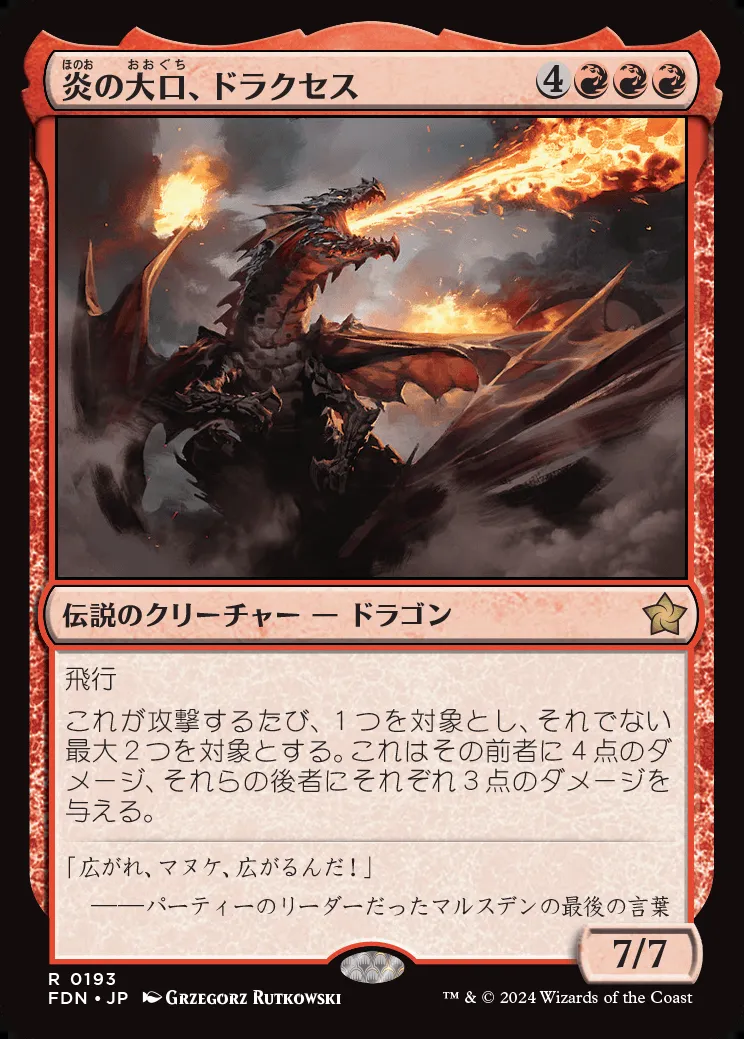 ほのお おおぐち
炎の大口、ドラクセス 4
伝説のクリーチャー — ドラゴン
飛行
これが攻撃するたび、1つを対象とし、それでない
最大2つを対象とする。これはその前者に4点のダ
メージ、それらの後者にそれぞれ3点のダメージを
与える。
「広がれ、マヌケ、広がるんだ!」
――パーティーのリーダーだったマルスデンの最後の言葉
7/7
R 0193
FDN • JP GRZEGORZ RUTKOWSKI
™ & © 2024 Wizards of the Coast